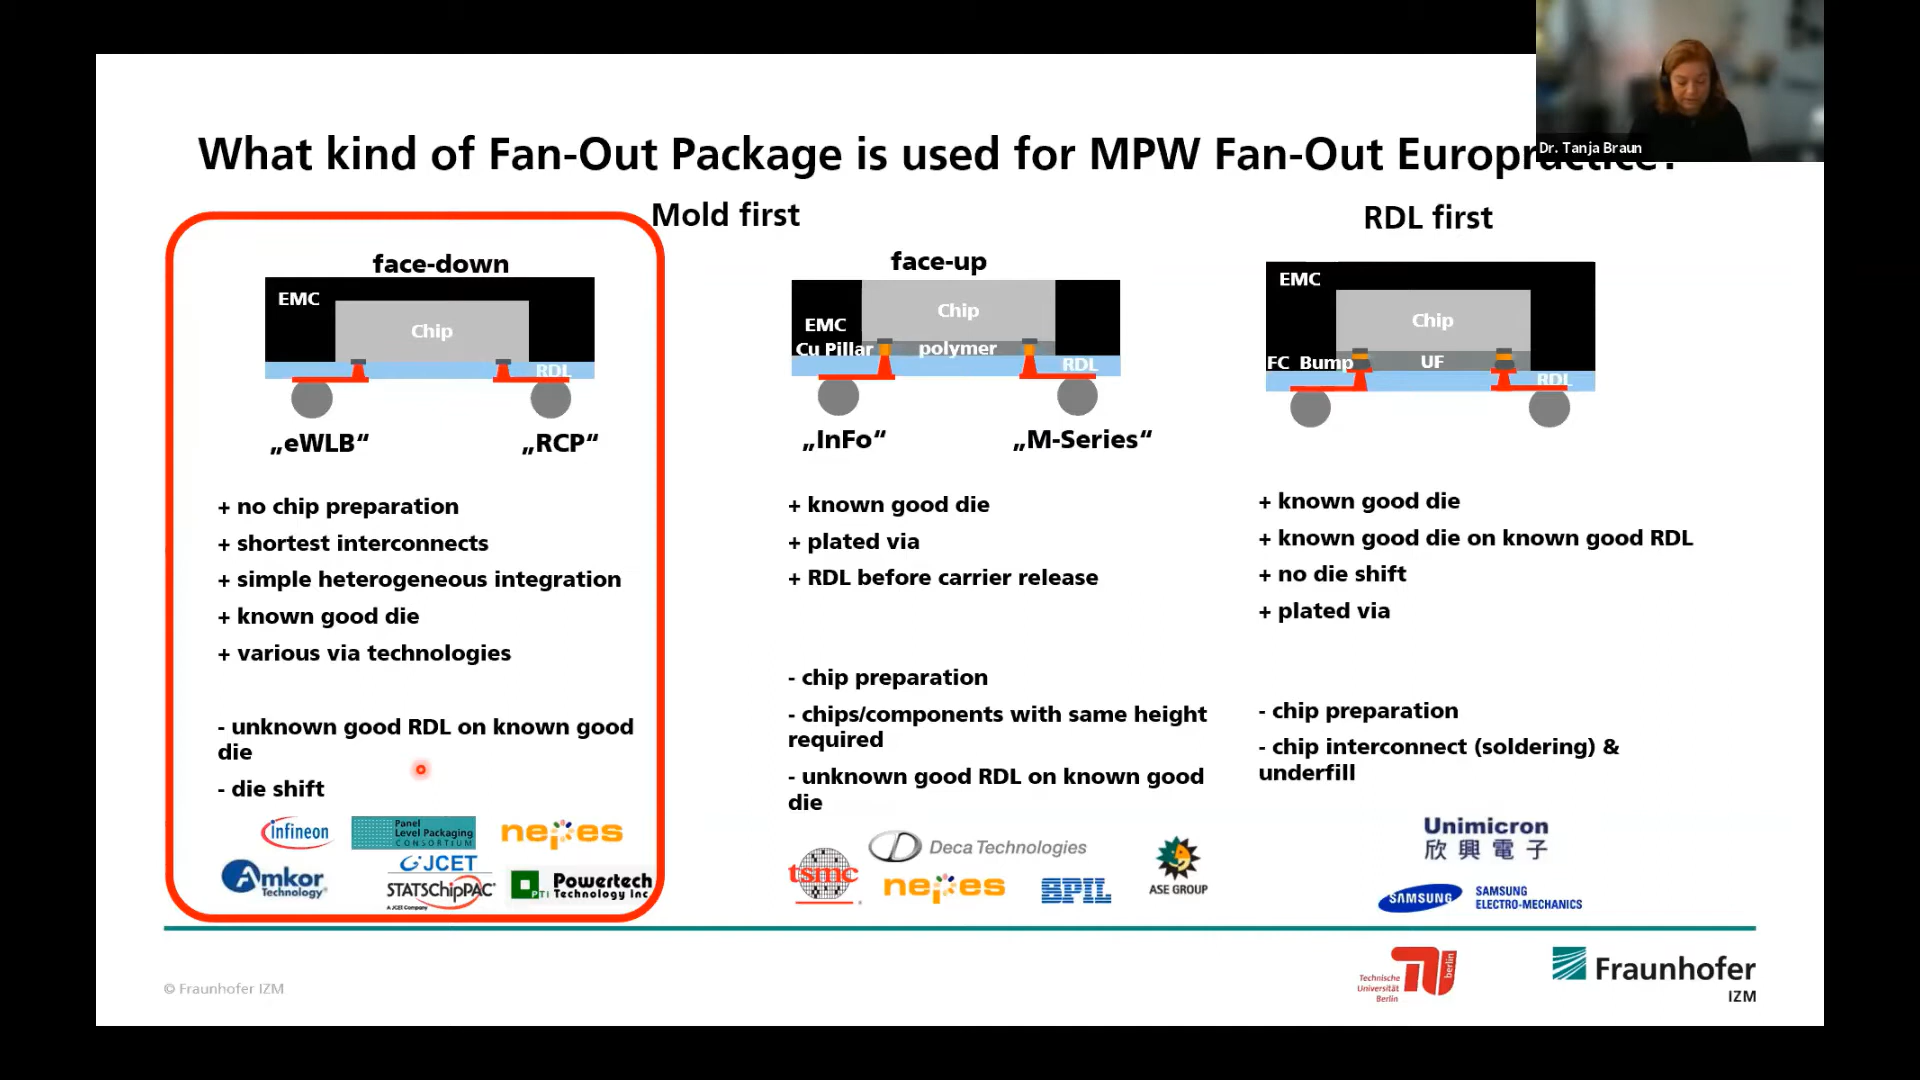 Dr. Tanja Braun
What kind of Fan-Out Package is used for MPW Fan-Out Europractice?
Mold first
RDL first
face-down
EMC
Chip
RDL
„eWLB“
„RCP“
+ no chip preparation
+ shortest interconnects
+ simple heterogeneous integration
+ known good die
+ various via technologies
- unknown good RDL on known good
die
- die shift
infineon
Panel
Level Packaging
CONSORTIUM
nepes
Amkor
Technology®
JCET
STATSChipPAC
A JCET Company
PTI
Powertech
Technology Inc
face-up
EMC
Chip
Cu Pillar
polymer
RDL
„InFo“
„M-Series“
+ known good die
+ plated via
+ RDL before carrier release
- chip preparation
- chips/components with same height
required
- unknown good RDL on known good
die
tsmc
Deca Technologies
nepes
SPIL
ASE GROUP
EMC
Chip
FC Bump
UF
RDL
+ known good die
+ known good die on known good RDL
+ no die shift
+ plated via
- chip preparation
- chip interconnect (soldering) &
underfill
Unimicron
欣興電子
SAMSUNG
SAMSUNG
ELECTRO-MECHANICS
© Fraunhofer IZM
Technische
Universität
Berlin
berlin
Fraunhofer
IZM